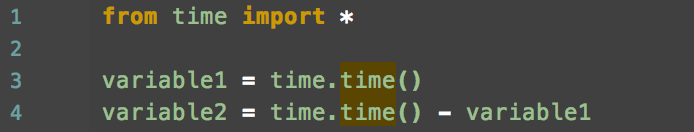 1 from time import *
2
3 variable1 = time.time()
4 variable2 = time.time() - variable1